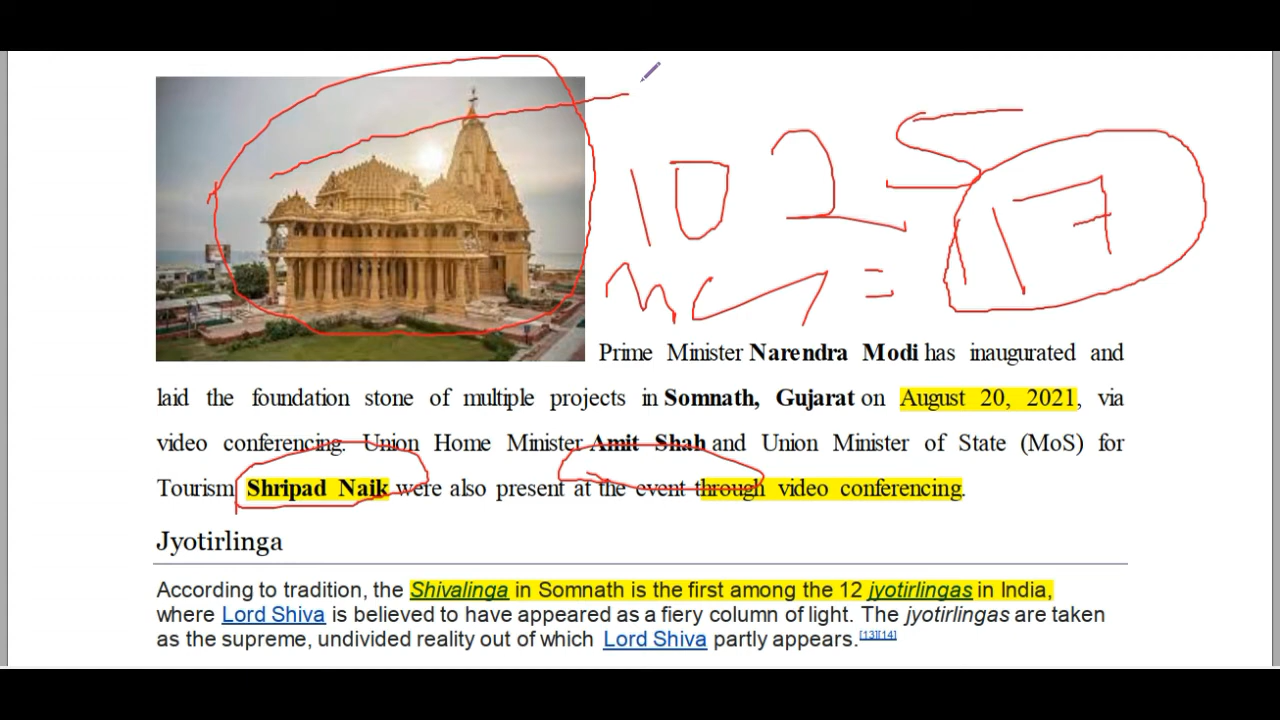 1025
= 17
Prime Minister Narendra Modi has inaugurated and
laid the foundation stone of multiple projects in Somnath, Gujarat on August 20, 2021, via
video conferencing. Union Home Minister Amit Shah and Union Minister of State (MoS) for
Tourism Shripad Naik were also present at the event through video conferencing.
Jyotirlinga
According to tradition, the Shivalinga in Somnath is the first among the 12 jyotirlingas in India,
where Lord Shiva is believed to have appeared as a fiery column of light. The jyotirlingas are taken
as the supreme, undivided reality out of which Lord Shiva partly appears.[13][14]